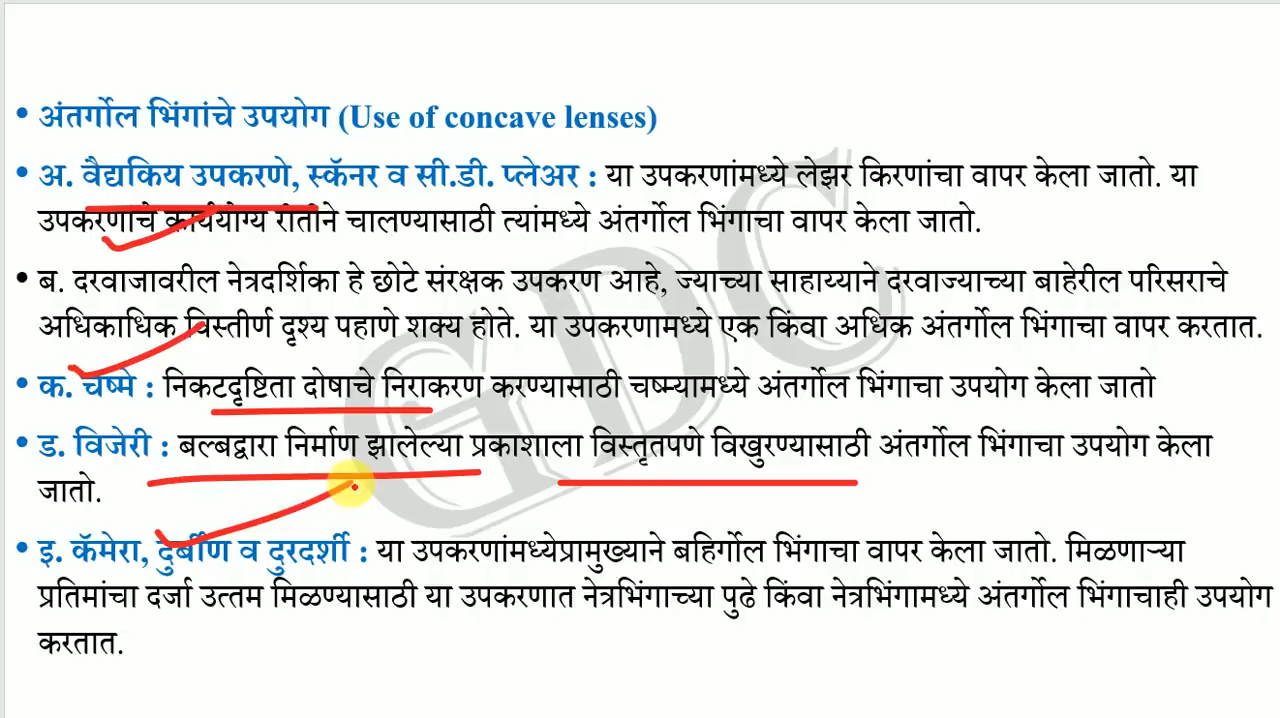 • अंतर्गोल भिंगांचे उपयोग (Use of concave lenses)
• अ. वैद्यकिय उपकरणे, स्कॅनर व सी.डी. प्लेअर : या उपकरणांमध्ये लेझर किरणांचा वापर केला जातो. या
उपकरणांचे कार्ययोग्य रीतीने चालण्यासाठी त्यांमध्ये अंतर्गोल भिंगाचा वापर केला जातो.
• ब. दरवाजावरील नेत्रदर्शिका हे छोटे संरक्षक उपकरण आहे, ज्याच्या साहाय्याने दरवाज्याच्या बाहेरील परिसराचे
अधिकाधिक विस्तीर्ण दृश्य पहाणे शक्य होते. या उपकरणामध्ये एक किंवा अधिक अंतर्गोल भिंगाचा वापर करतात.
• क. चष्मे : निकटदृष्टिता दोषाचे निराकरण करण्यासाठी चष्म्यामध्ये अंतर्गोल भिंगाचा उपयोग केला जातो
• ड. विजेरी : बल्बद्वारा निर्माण झालेल्या प्रकाशाला विस्तृतपणे विखुरण्यासाठी अंतर्गोल भिंगाचा उपयोग केला
जातो.
• इ. कॅमेरा, दुर्बीण व दुरदर्शी : या उपकरणांमध्येप्रामुख्याने बहिर्गोल भिंगाचा वापर केला जातो. मिळणाऱ्या
प्रतिमांचा दर्जा उत्तम मिळण्यासाठी या उपकरणात नेत्रभिंगाच्या पुढे किंवा नेत्रभिंगामध्ये अंतर्गोल भिंगाचाही उपयोग
करतात.
GDC